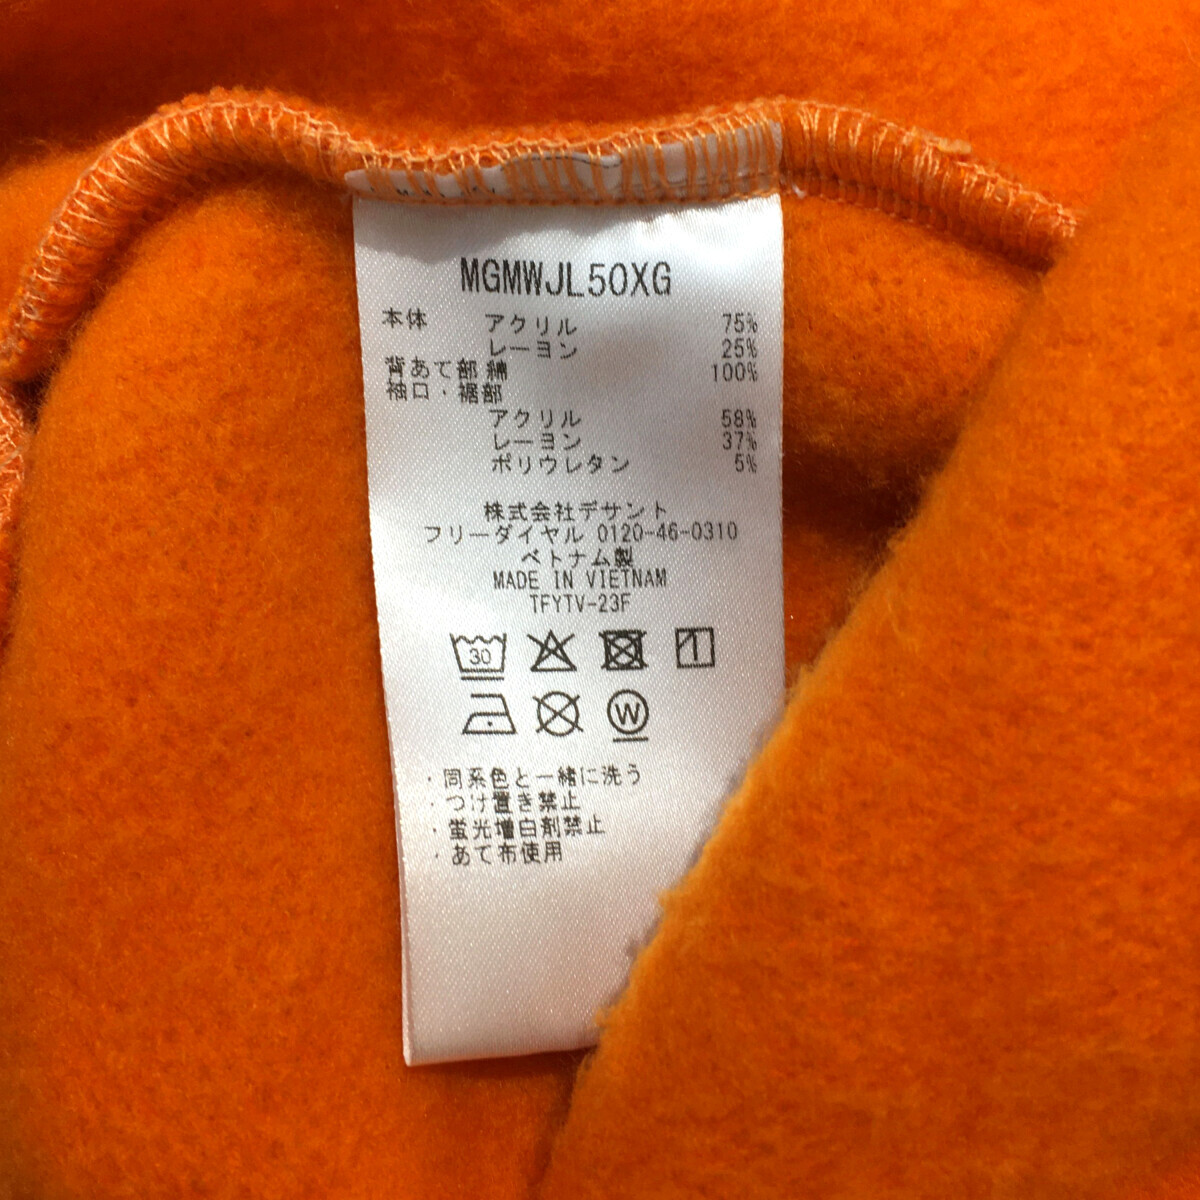 MGMWJL50XG
本体 アクリル 75%
レーヨン 25%
背あて部 綿 100%
袖口・裾部
アクリル 58%
レーヨン 37%
ポリウレタン 5%
株式会社デサント
フリーダイヤル 0120-46-0310
ベトナム製
MADE IN VIETNAM
TFYTV-23F
30 1
W
・同系色と一緒に洗う
・つけ置き禁止
・蛍光増白剤禁止
・あて布使用